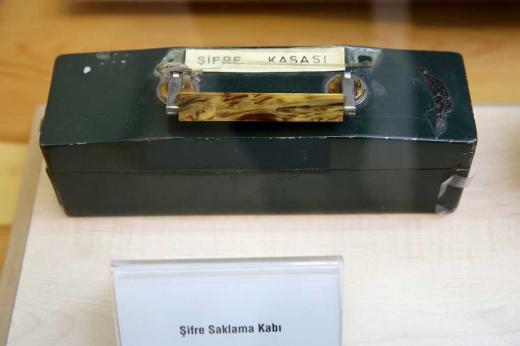 ŞİFRE KASASI
Şifre Saklama Kabı